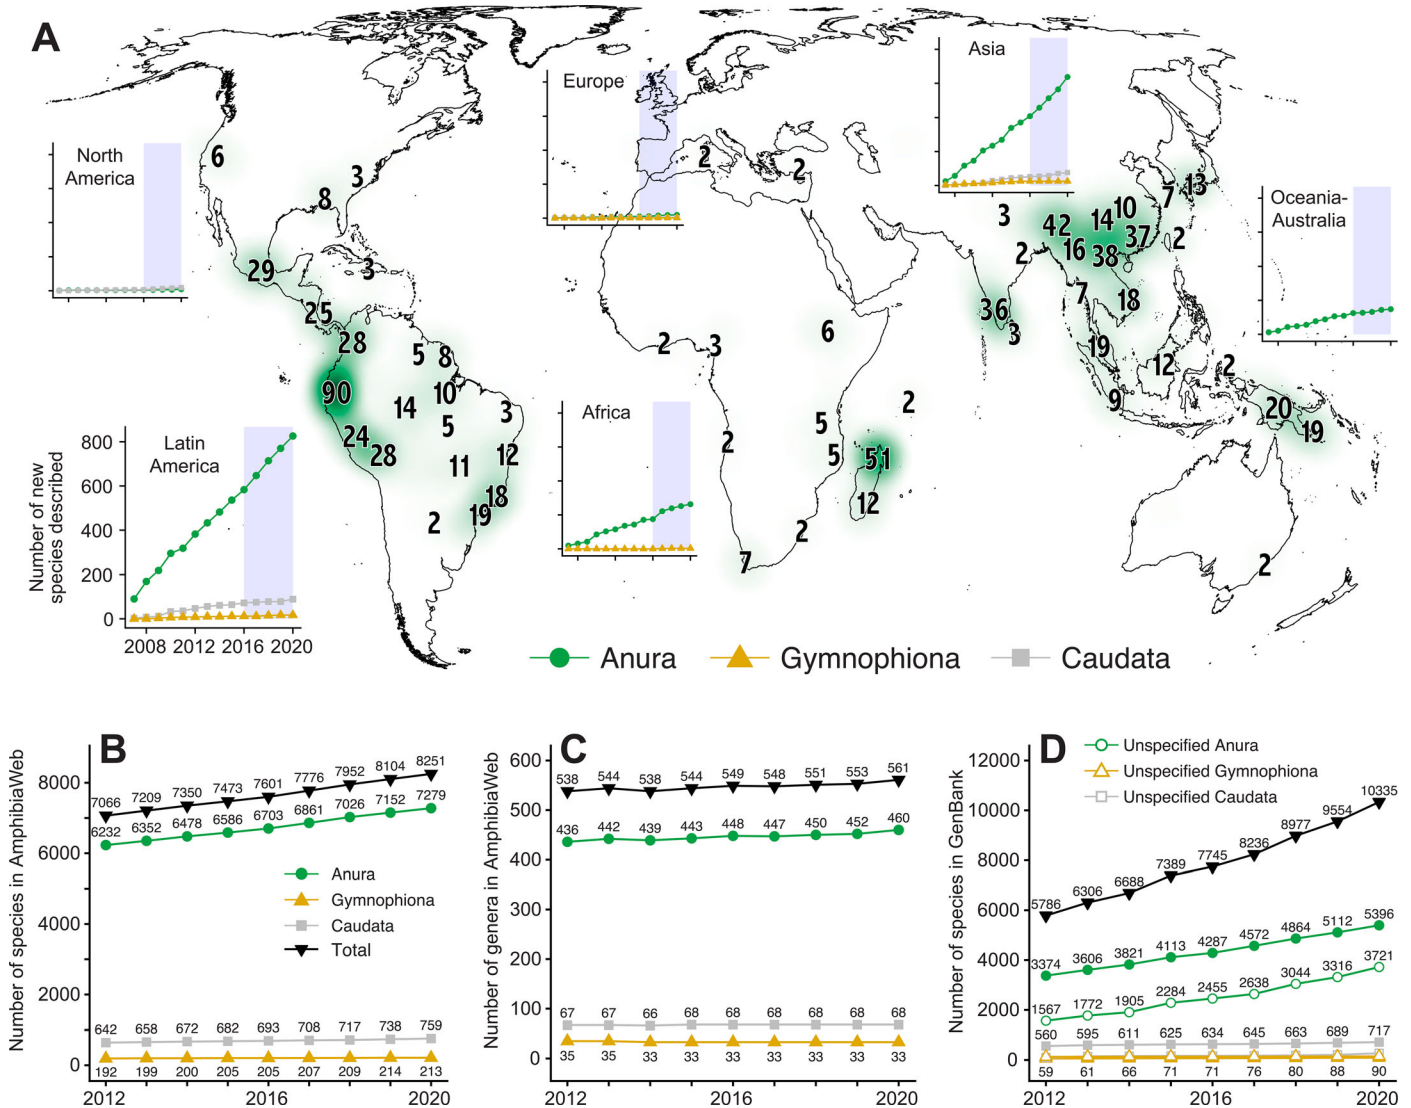 A
Asia
Europe
North
America
Oceania-
Australia
Africa
Latin
America
Number of new
species described
800
600
400
200
0
2008 2012 2016 2020
6
3
8
29
3
25
28
5
8
90
10
14
3
5
24
28
11
12
18
19
2
2
2
6
2
3
2
5
5
2
51
12
2
7
3
42
14
10
7
13
37
2
16
38
2
7
18
36
3
19
12
2
9
20
19
2
Anura Gymnophiona Caudata
B
Number of species in AmphibiaWeb
8000
6000
4000
2000
0
7066 7209 7350 7473 7601 7776 7952 8104 8251
6232 6352 6478 6586 6703 6861 7026 7152 7279
Anura
Gymnophiona
Caudata
Total
642 658 672 682 693 708 717 738 759
192 199 200 205 205 207 209 214 213
2012 2016 2020
C
Number of genera in AmphibiaWeb
600
500
400
300
200
100
0
538 544 538 544 549 548 551 553 561
436 442 439 443 448 447 450 452 460
67 67 66 68 68 68 68 68 68
35 35 33 33 33 33 33 33 33
2012 2016 2020
D
Unspecified Anura
Unspecified Gymnophiona
Unspecified Caudata
Number of species in GenBank
12000
10000
8000
6000
4000
2000
0
5786 6306 6688 7389 7745 8236 8977 9554 10335
3374 3606 3821 4113 4287 4572 4864 5112 5396
1567 1772 1905 2284 2455 2638 3044 3316 3721
560 595 611 625 634 645 663 689 717
59 61 66 71 71 76 80 88 90
2012 2016 2020